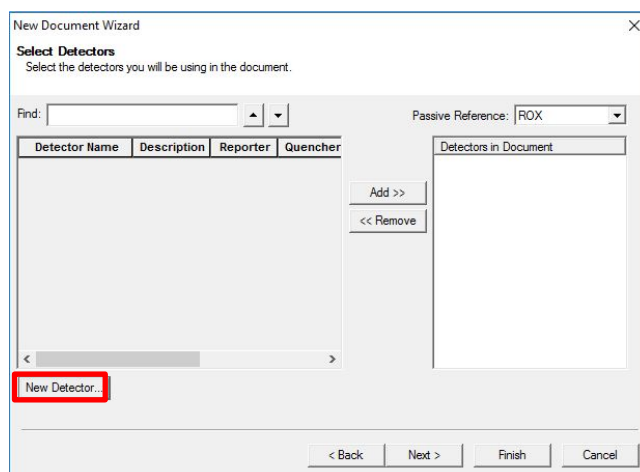 New Document Wizard
Select Detectors
Select the detectors you will be using in the document.
Find:
Passive Reference: ROX
Detector Name Description Reporter Quencher
Detectors in Document
Add >>
<< Remove
New Detector...
< Back Next > Finish Cancel